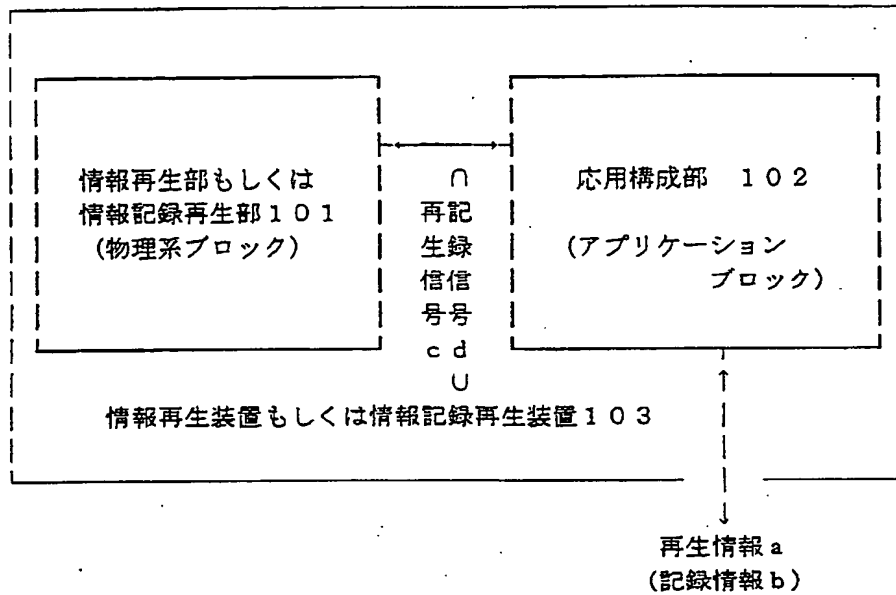 情報再生部もしくは
情報記録再生部101
(物理系ブロック)
再生信号c
(記録信号d)
応用構成部 102
(アプリケーション
ブロック)
情報再生装置もしくは情報記録再生装置103
再生情報a
(記録情報b)